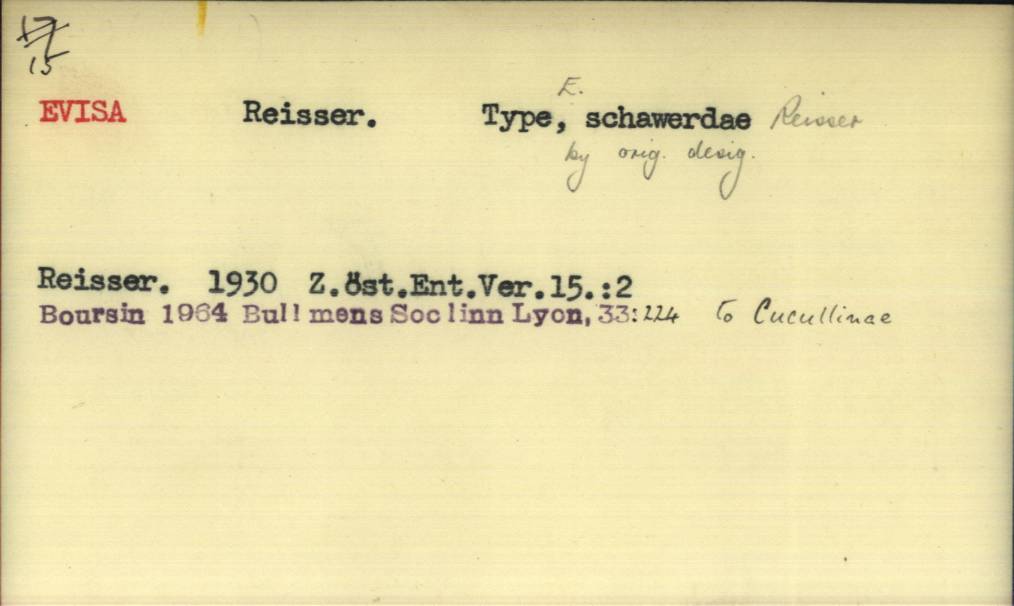 17
15
E.
EVISA Reisser. Type, schawerdae Reisser
by orig. desig.
Reisser. 1930 Z.öst.Ent.Ver.15.:2
Boursin 1964 Bull mens Soc linn Lyon, 33:224 to Cucullinae